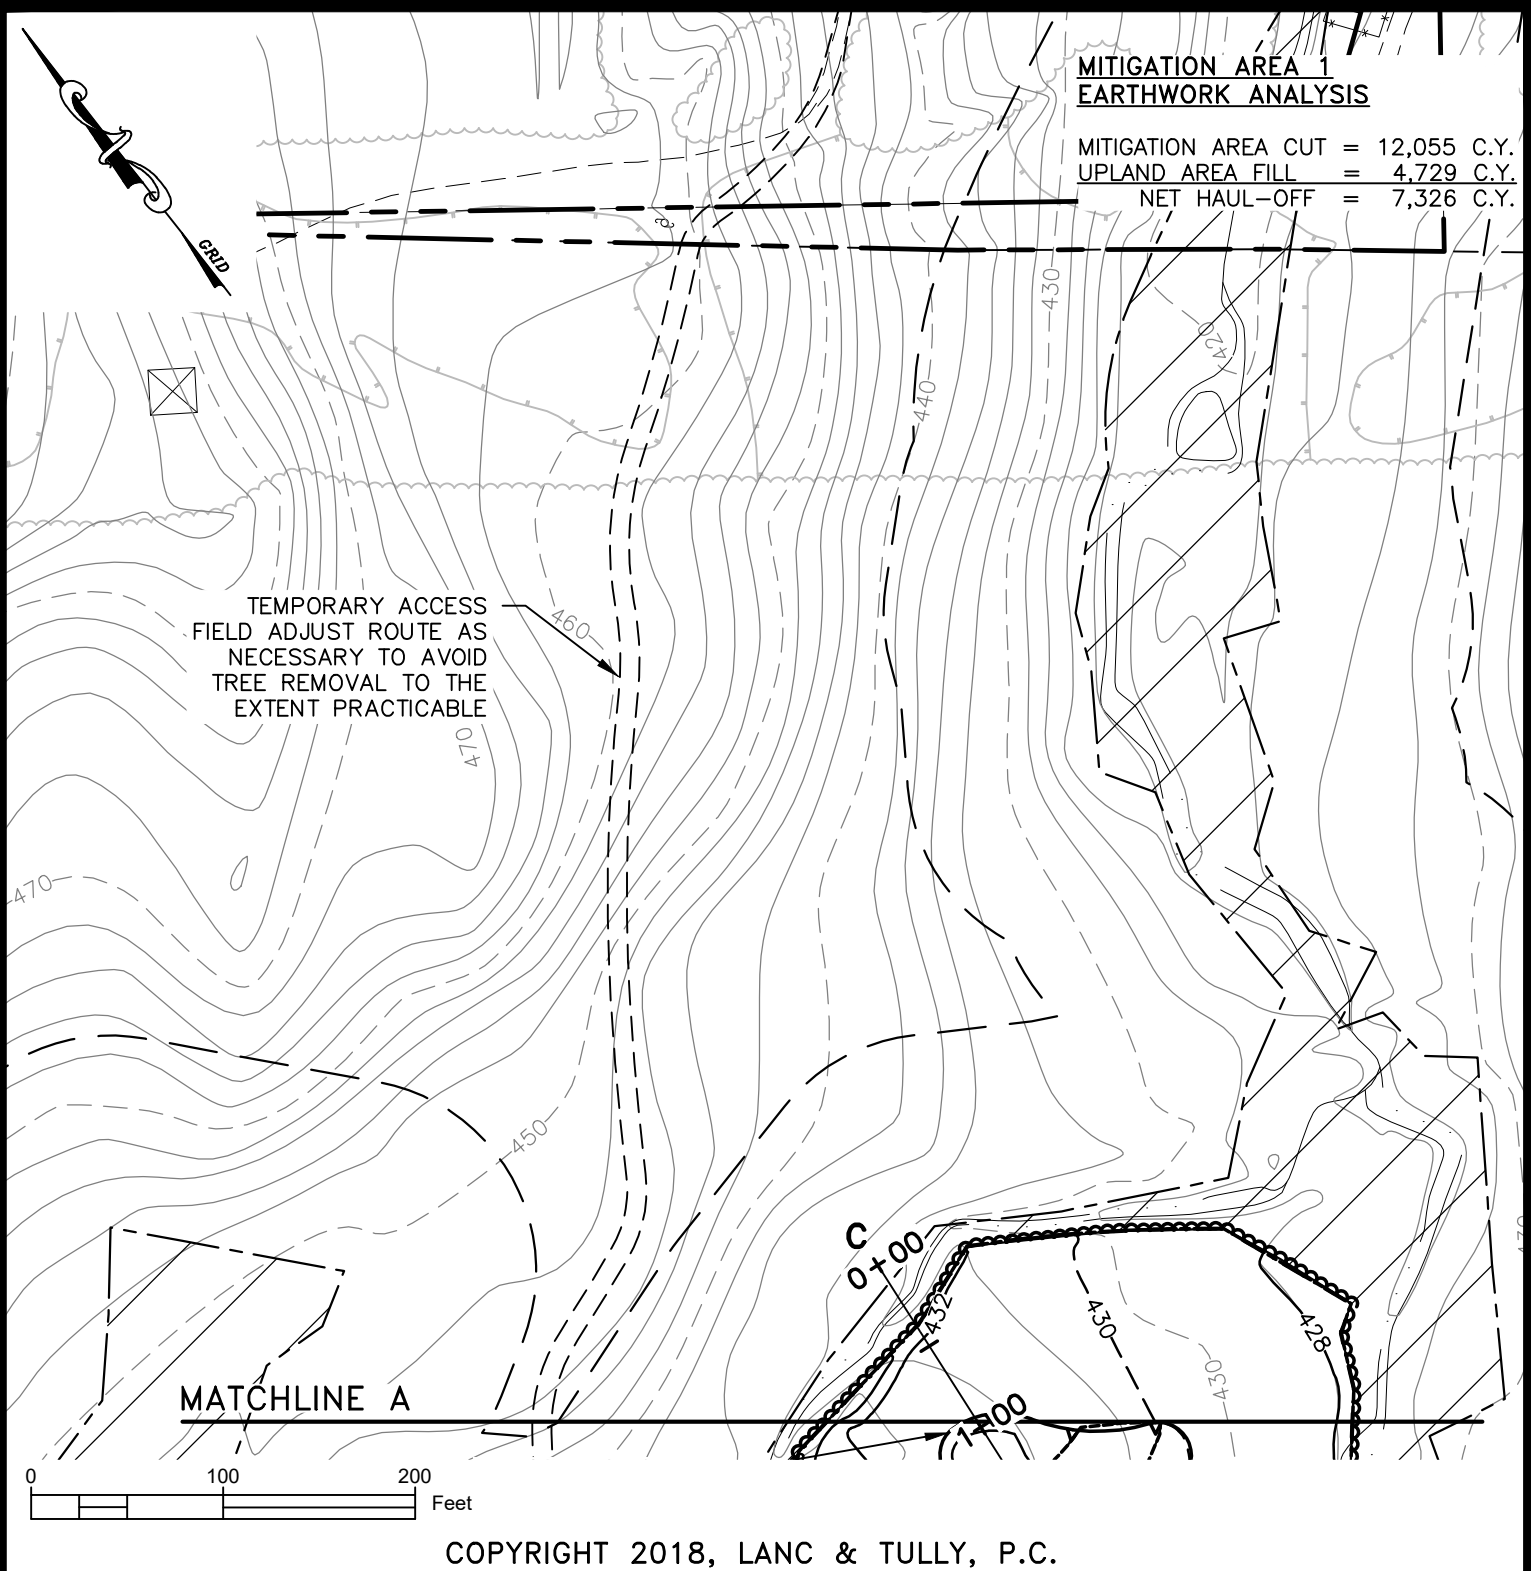 MITIGATION AREA 1
EARTHWORK ANALYSIS
MITIGATION AREA CUT = 12,055 C.Y.
UPLAND AREA FILL = 4,729 C.Y.
NET HAUL-OFF = 7,326 C.Y.
GRID
430
420
440
TEMPORARY ACCESS
FIELD ADJUST ROUTE AS
NECESSARY TO AVOID
TREE REMOVAL TO THE
EXTENT PRACTICABLE
460
470
470
450
C
0+00
432
430
428
430
MATCHLINE A
1+00
0 100 200
Feet
COPYRIGHT 2018, LANC & TULLY, P.C.